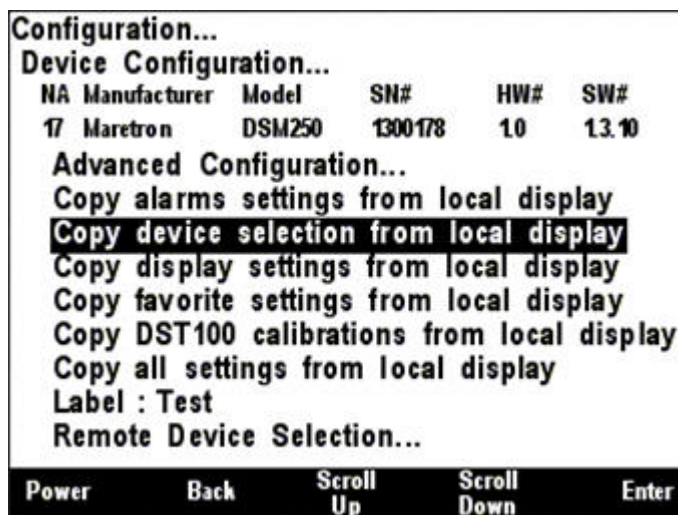 Configuration...
Device Configuration...
NA Manufacturer Model SN# HW# SW#
17 Maretron DSM250 1300178 1.0 1.3.10
Advanced Configuration...
Copy alarms settings from local display
Copy device selection from local display
Copy display settings from local display
Copy favorite settings from local display
Copy DST100 calibrations from local display
Copy all settings from local display
Label : Test
Remote Device Selection...
Power Back Scroll Up Scroll Down Enter